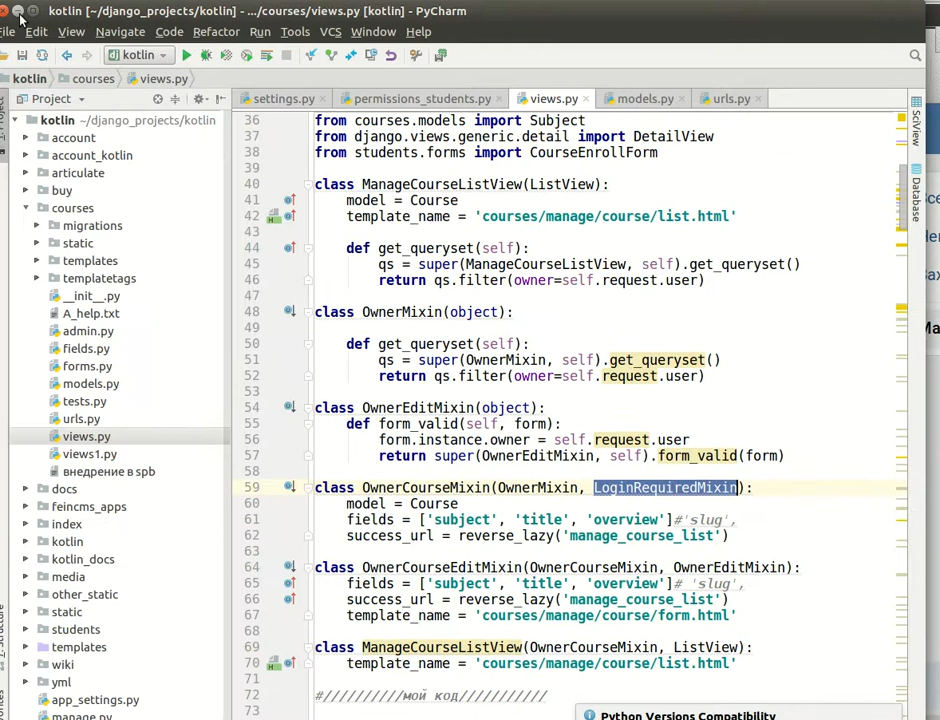 kotlin [~/django_projects/kotlin] - .../courses/views.py [kotlin] - PyCharm
File Edit View Navigate Code Refactor Run Tools VCS Window Help
kotlin
kotlin courses views.py
Project
settings.py permissions_students.py views.py models.py urls.py
kotlin ~/django_projects/kotlin
account
account_kotlin
articulate
buy
courses
migrations
static
templates
templatetags
__init__.py
A_help.txt
admin.py
fields.py
forms.py
models.py
tests.py
urls.py
views.py
views1.py
внедрение в spb
docs
feincms_apps
index
kotlin
kotlin_docs
media
other_static
static
students
templates
wiki
yml
app_settings.py
manage.py
36 from courses.models import Subject
37 from django.views.generic.detail import DetailView
38 from students.forms import CourseEnrollForm
39
40 class ManageCourseListView(ListView):
41 model = Course
42 template_name = 'courses/manage/course/list.html'
43
44 def get_queryset(self):
45 qs = super(ManageCourseListView, self).get_queryset()
46 return qs.filter(owner=self.request.user)
47
48 class OwnerMixin(object):
49
50 def get_queryset(self):
51 qs = super(OwnerMixin, self).get_queryset()
52 return qs.filter(owner=self.request.user)
53
54 class OwnerEditMixin(object):
55 def form_valid(self, form):
56 form.instance.owner = self.request.user
57 return super(OwnerEditMixin, self).form_valid(form)
58
59 class OwnerCourseMixin(OwnerMixin, LoginRequiredMixin):
60 model = Course
61 fields = ['subject', 'title', 'overview']#'slug',
62 success_url = reverse_lazy('manage_course_list')
63
64 class OwnerCourseEditMixin(OwnerCourseMixin, OwnerEditMixin):
65 fields = ['subject', 'title', 'overview']# 'slug',
66 success_url = reverse_lazy('manage_course_list')
67 template_name = 'courses/manage/course/form.html'
68
69 class ManageCourseListView(OwnerCourseMixin, ListView):
70 template_name = 'courses/manage/course/list.html'
71
72 #//////////мой код///////////
73
Python Versions Compatibility
SciView
Database